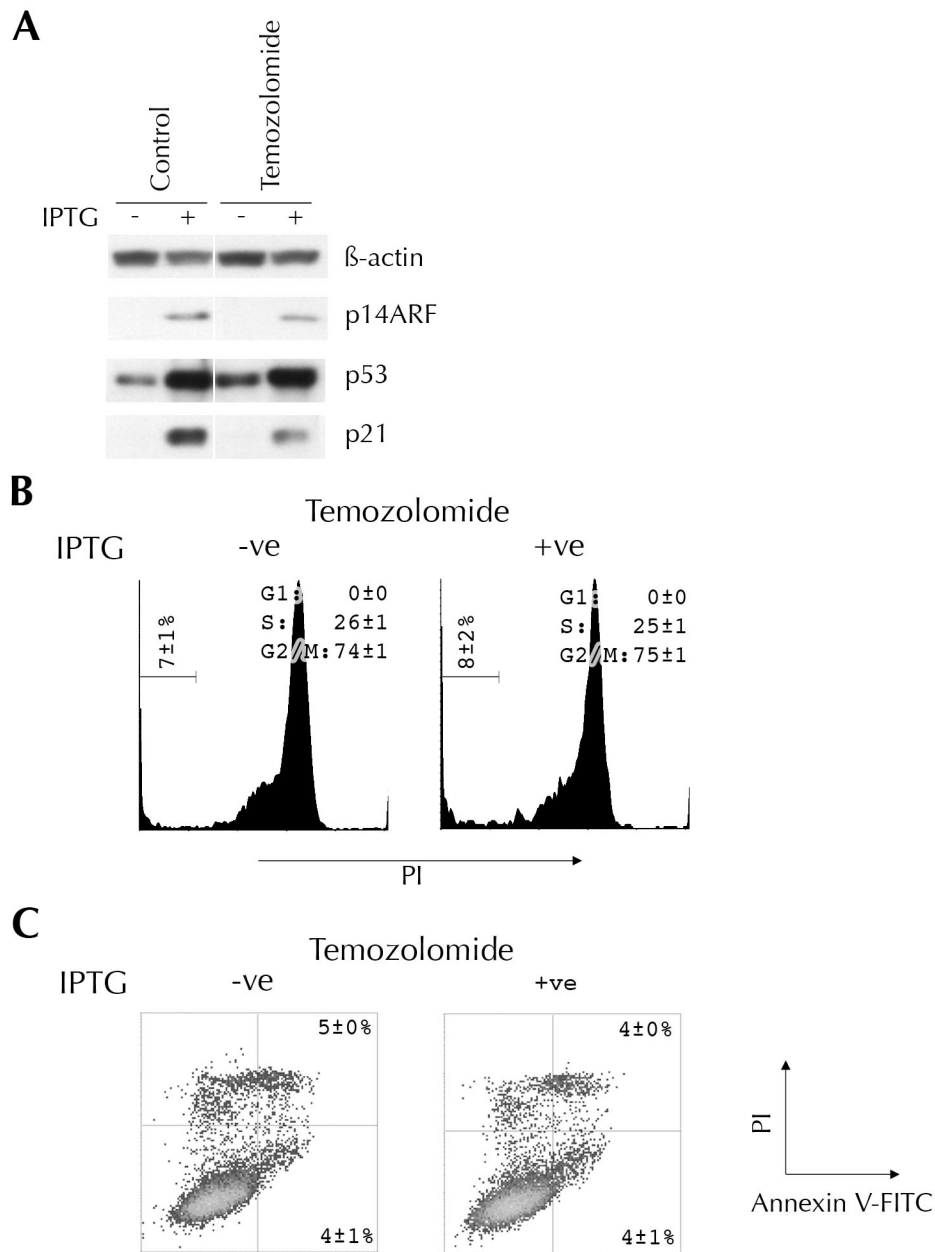 A
Control
Temozolomide
IPTG - + - +
ß-actin
p14ARF
p53
p21
B
Temozolomide
IPTG -ve +ve
7±1%
G1: 0±0
S: 26±1
G2/M: 74±1
8±2%
G1: 0±0
S: 25±1
G2/M: 75±1
PI
C
Temozolomide
IPTG -ve +ve
5±0%
4±1%
4±0%
4±1%
PI
Annexin V-FITC